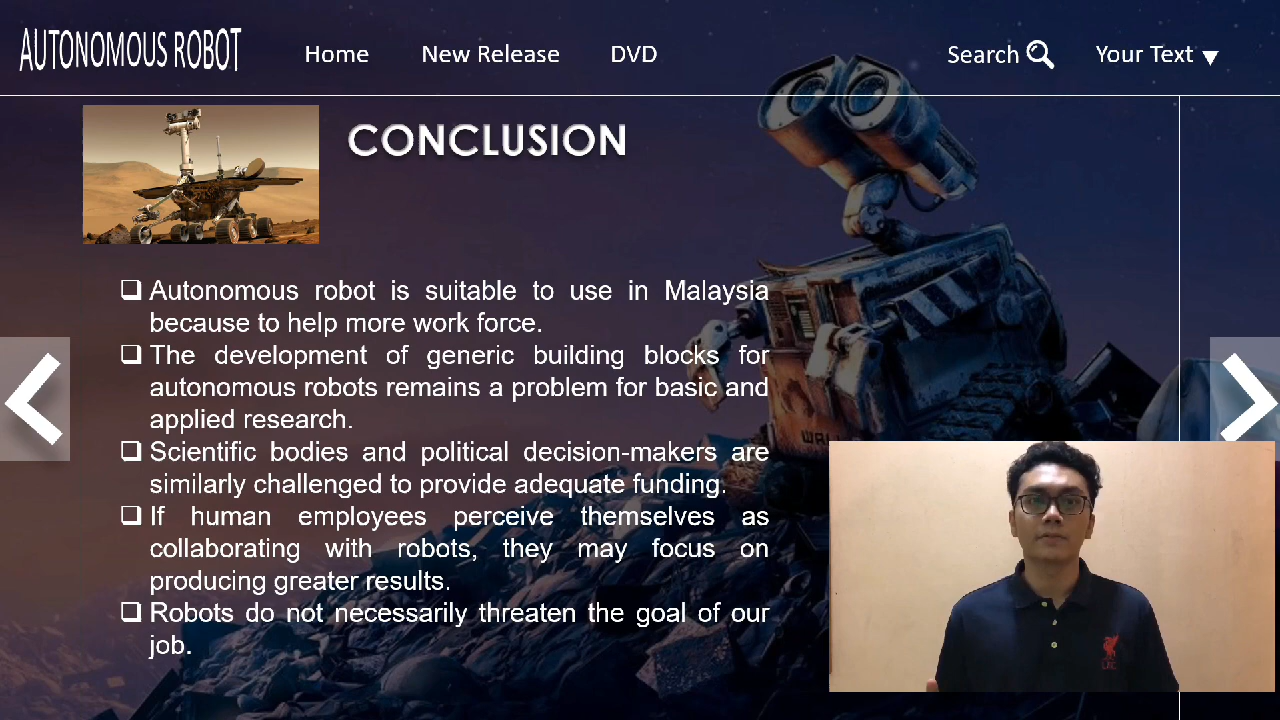 AUTONOMOUS ROBOT
Home
New Release
DVD
Search
Your Text
CONCLUSION
Autonomous robot is suitable to use in Malaysia
because to help more work force.
The development of generic building blocks for
autonomous robots remains a problem for basic and
applied research.
Scientific bodies and political decision-makers are
similarly challenged to provide adequate funding.
If human employees perceive themselves as
collaborating with robots, they may focus on
producing greater results.
Robots do not necessarily threaten the goal of our
job.
WALL
L.F.C.